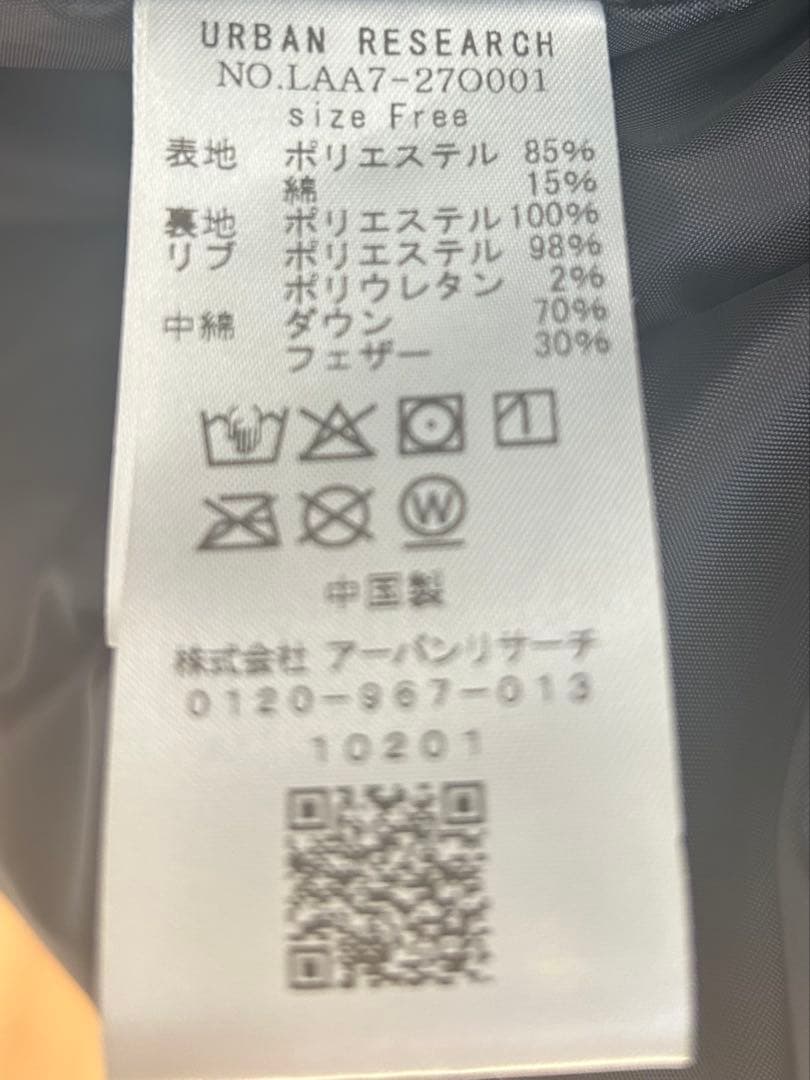 URBAN RESEARCH
NO.LAA7-27O001
size Free
表地 ポリエステル 85%
綿 15%
裏地 ポリエステル 100%
リブ ポリエステル 98%
ポリウレタン 2%
中綿 ダウン 70%
フェザー 30%
W
中国製
株式会社 アーバンリサーチ
0120-967-013
10201